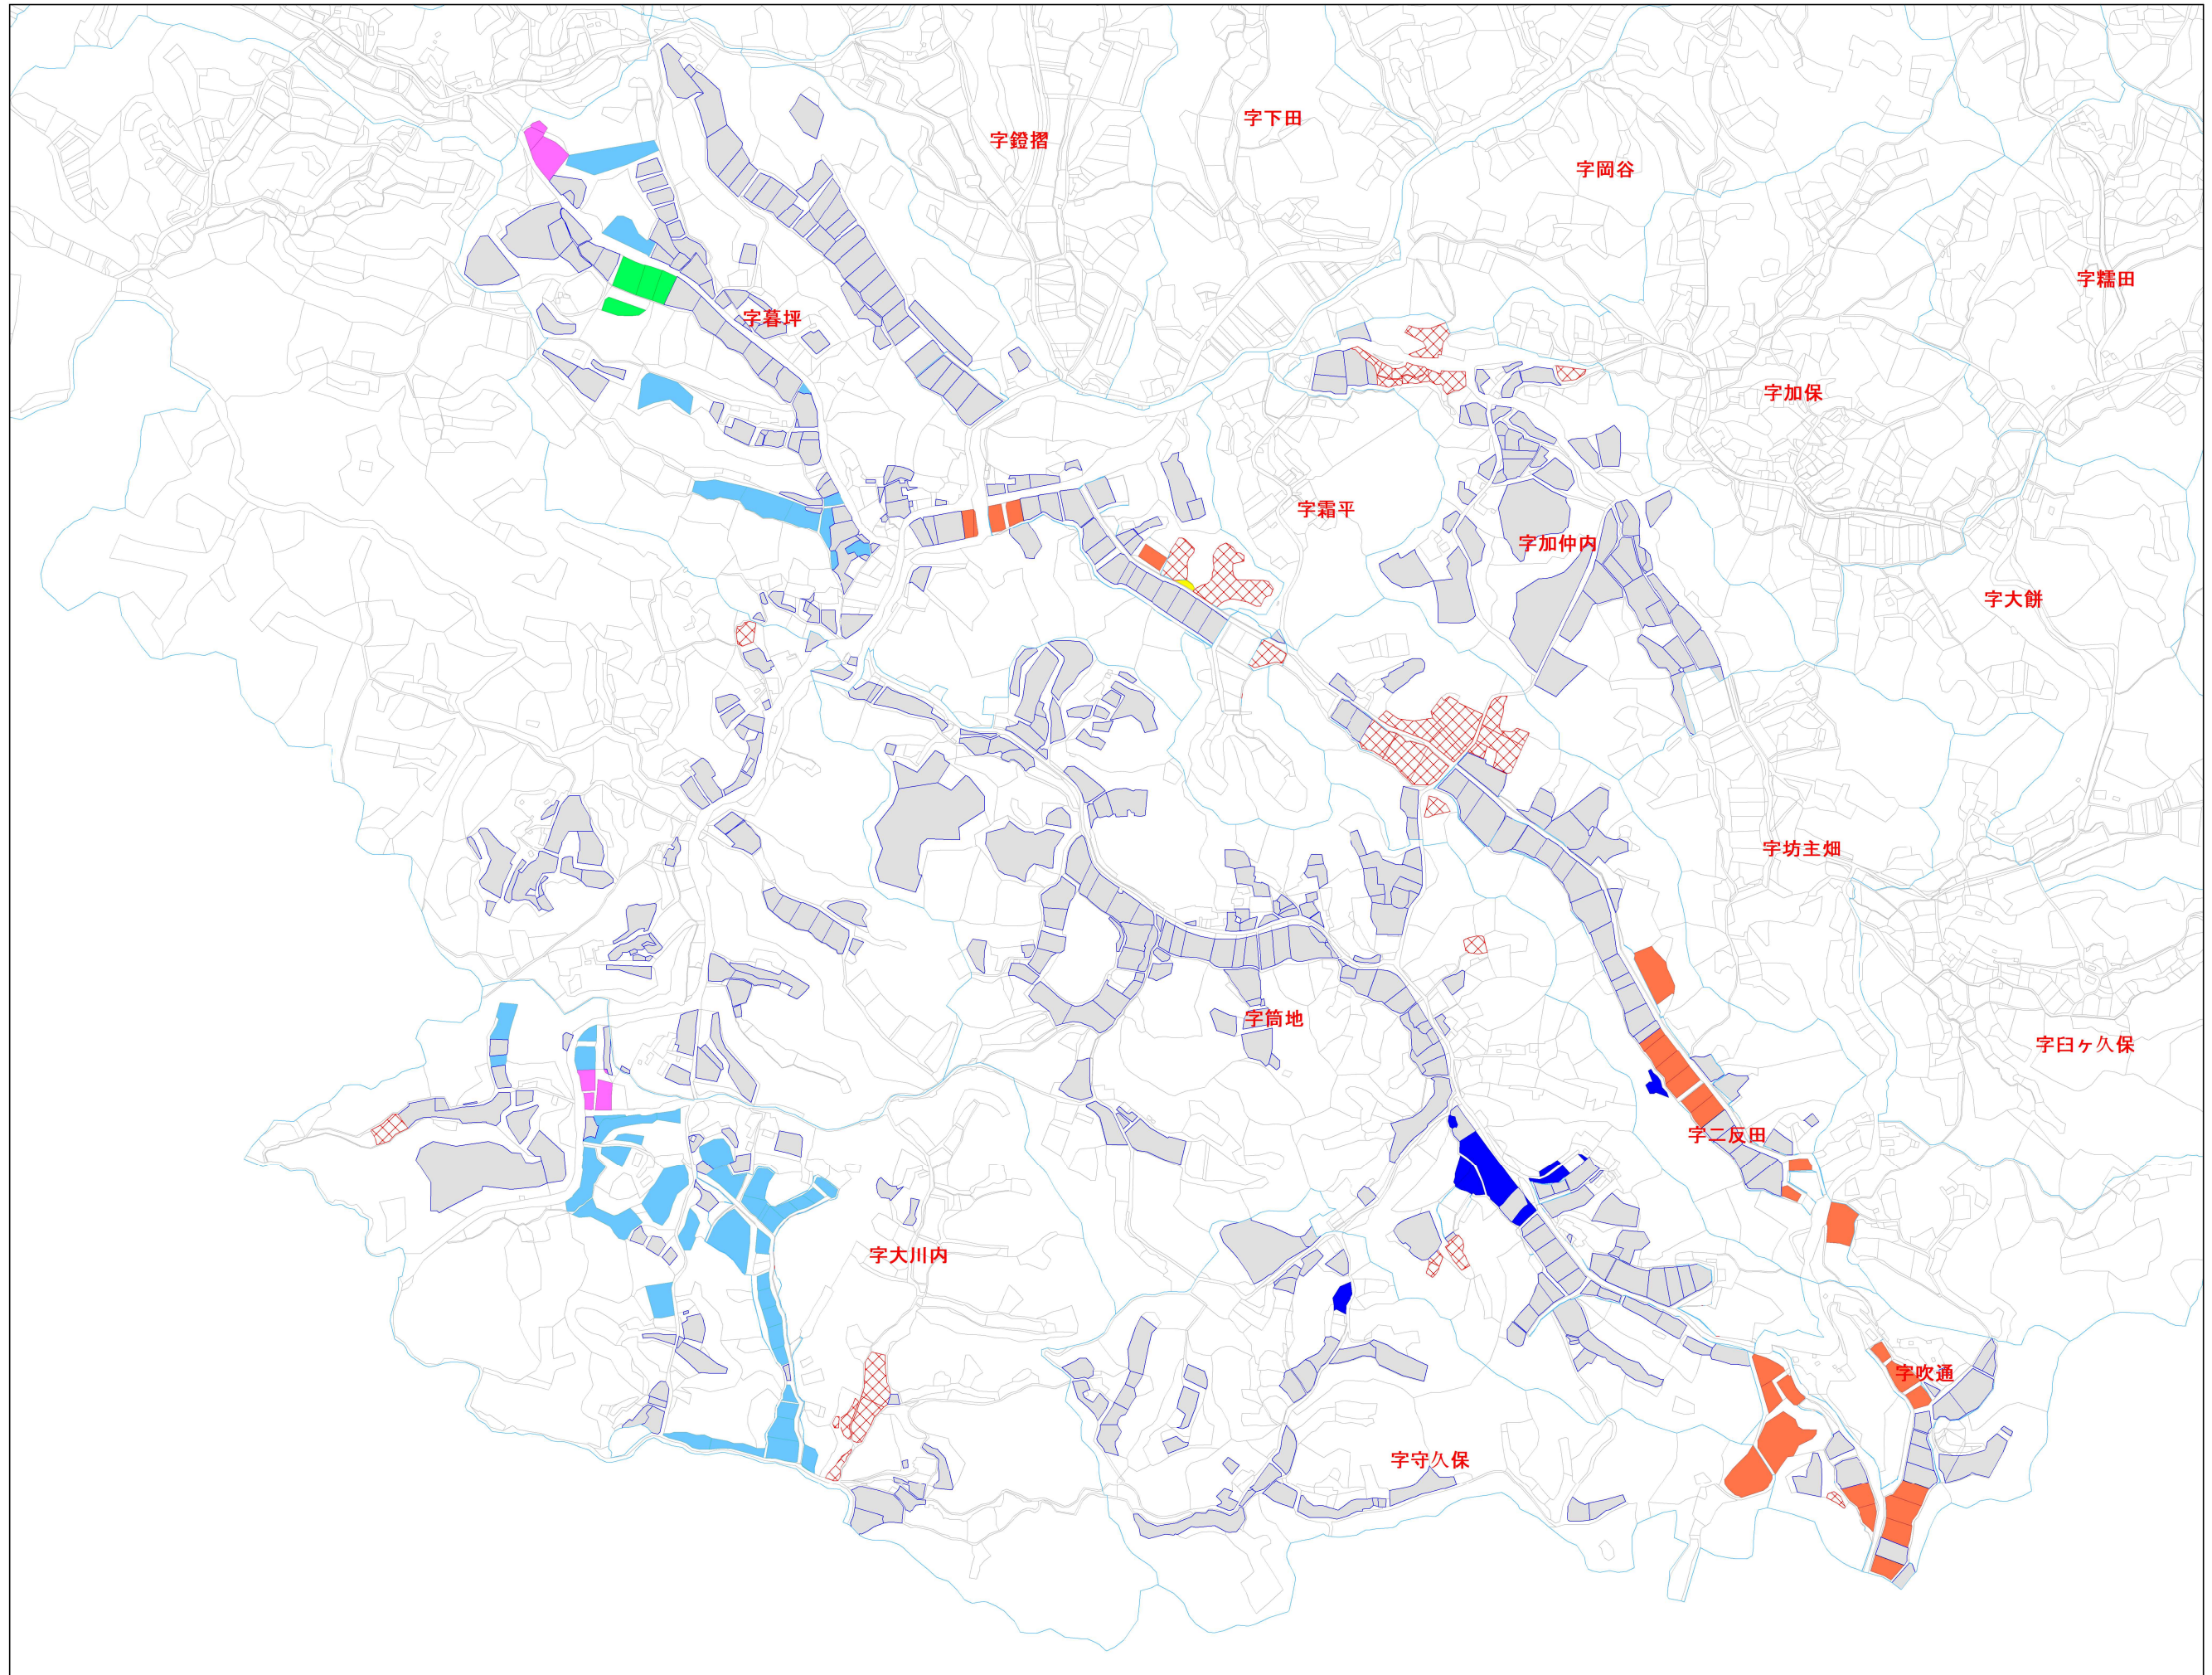 字下田
字鐙摺
字岡谷
字糯田
字暮坪
字加保
字霜平
字加仲内
字大餅
字坊主畑
字筒地
字臼ヶ久保
字二反田
字大川内
字吹通
字守久保